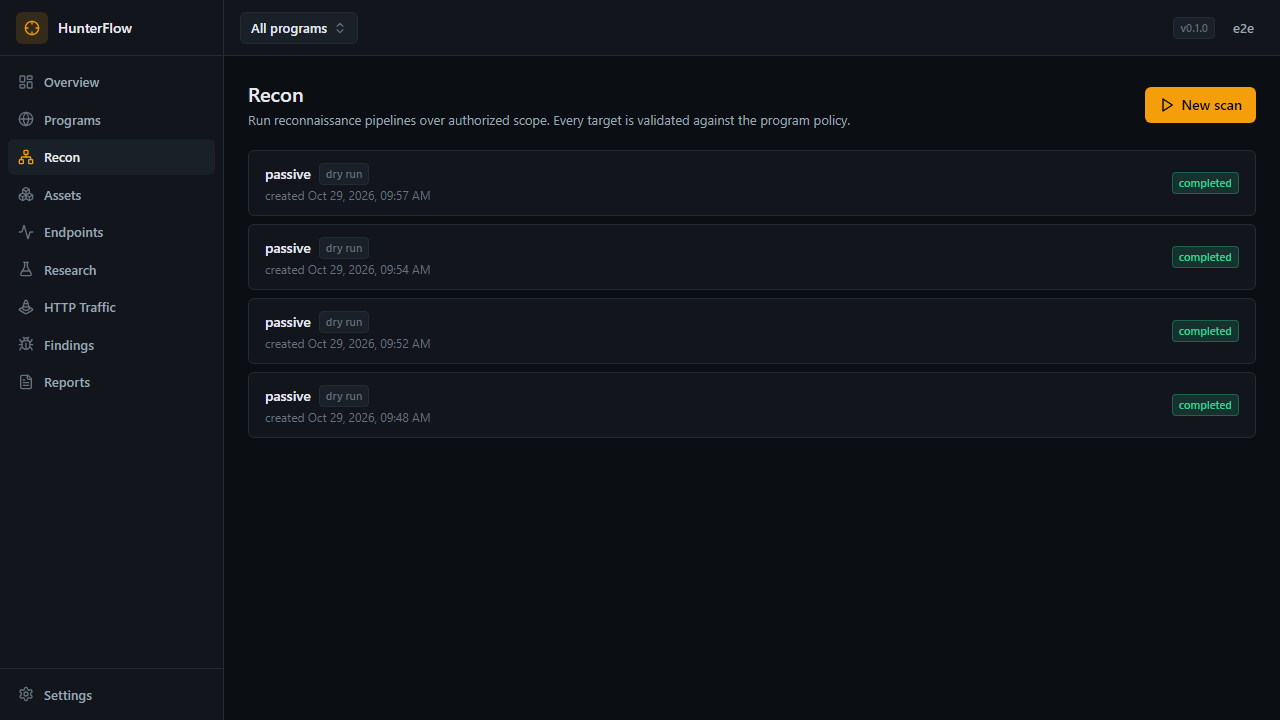 HunterFlow
All programs
v0.1.0
e2e
Overview
Programs
Recon
Assets
Endpoints
Research
HTTP Traffic
Findings
Reports
Settings
Recon
Run reconnaissance pipelines over authorized scope. Every target is validated against the program policy.
New scan
passive dry run
created Oct 29, 2026, 09:57 AM
completed
passive dry run
created Oct 29, 2026, 09:54 AM
completed
passive dry run
created Oct 29, 2026, 09:52 AM
completed
passive dry run
created Oct 29, 2026, 09:48 AM
completed